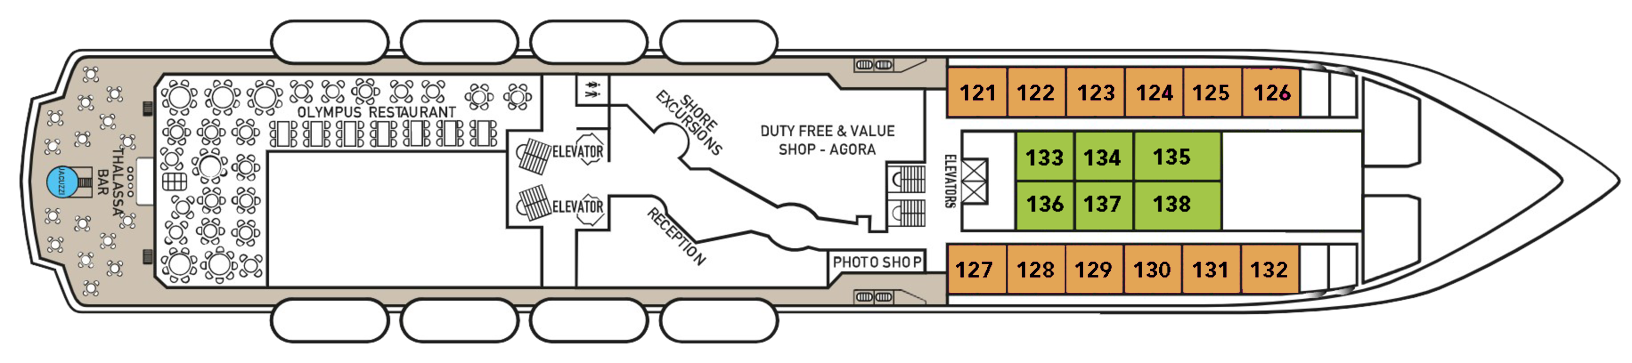 JACUZZI
THALASSA
BAR
OLYMPUS RESTAURANT
ELEVATOR
ELEVATOR
SHORE
EXCURSIONS
RECEPTION
DUTY FREE & VALUE
SHOP - AGORA
PHOTO SHOP
ELEVATORS
121 122 123 124 125 126
133 134 135
136 137 138
127 128 129 130 131 132